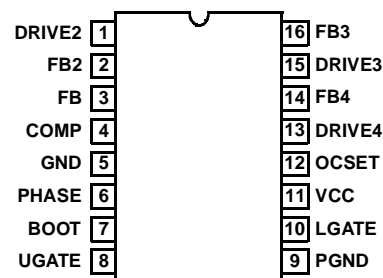 DRIVE2 1 16 FB3
FB2 2 15 DRIVE3
FB 3 14 FB4
COMP 4 13 DRIVE4
GND 5 12 OCSET
PHASE 6 11 VCC
BOOT 7 10 LGATE
UGATE 8 9 PGND